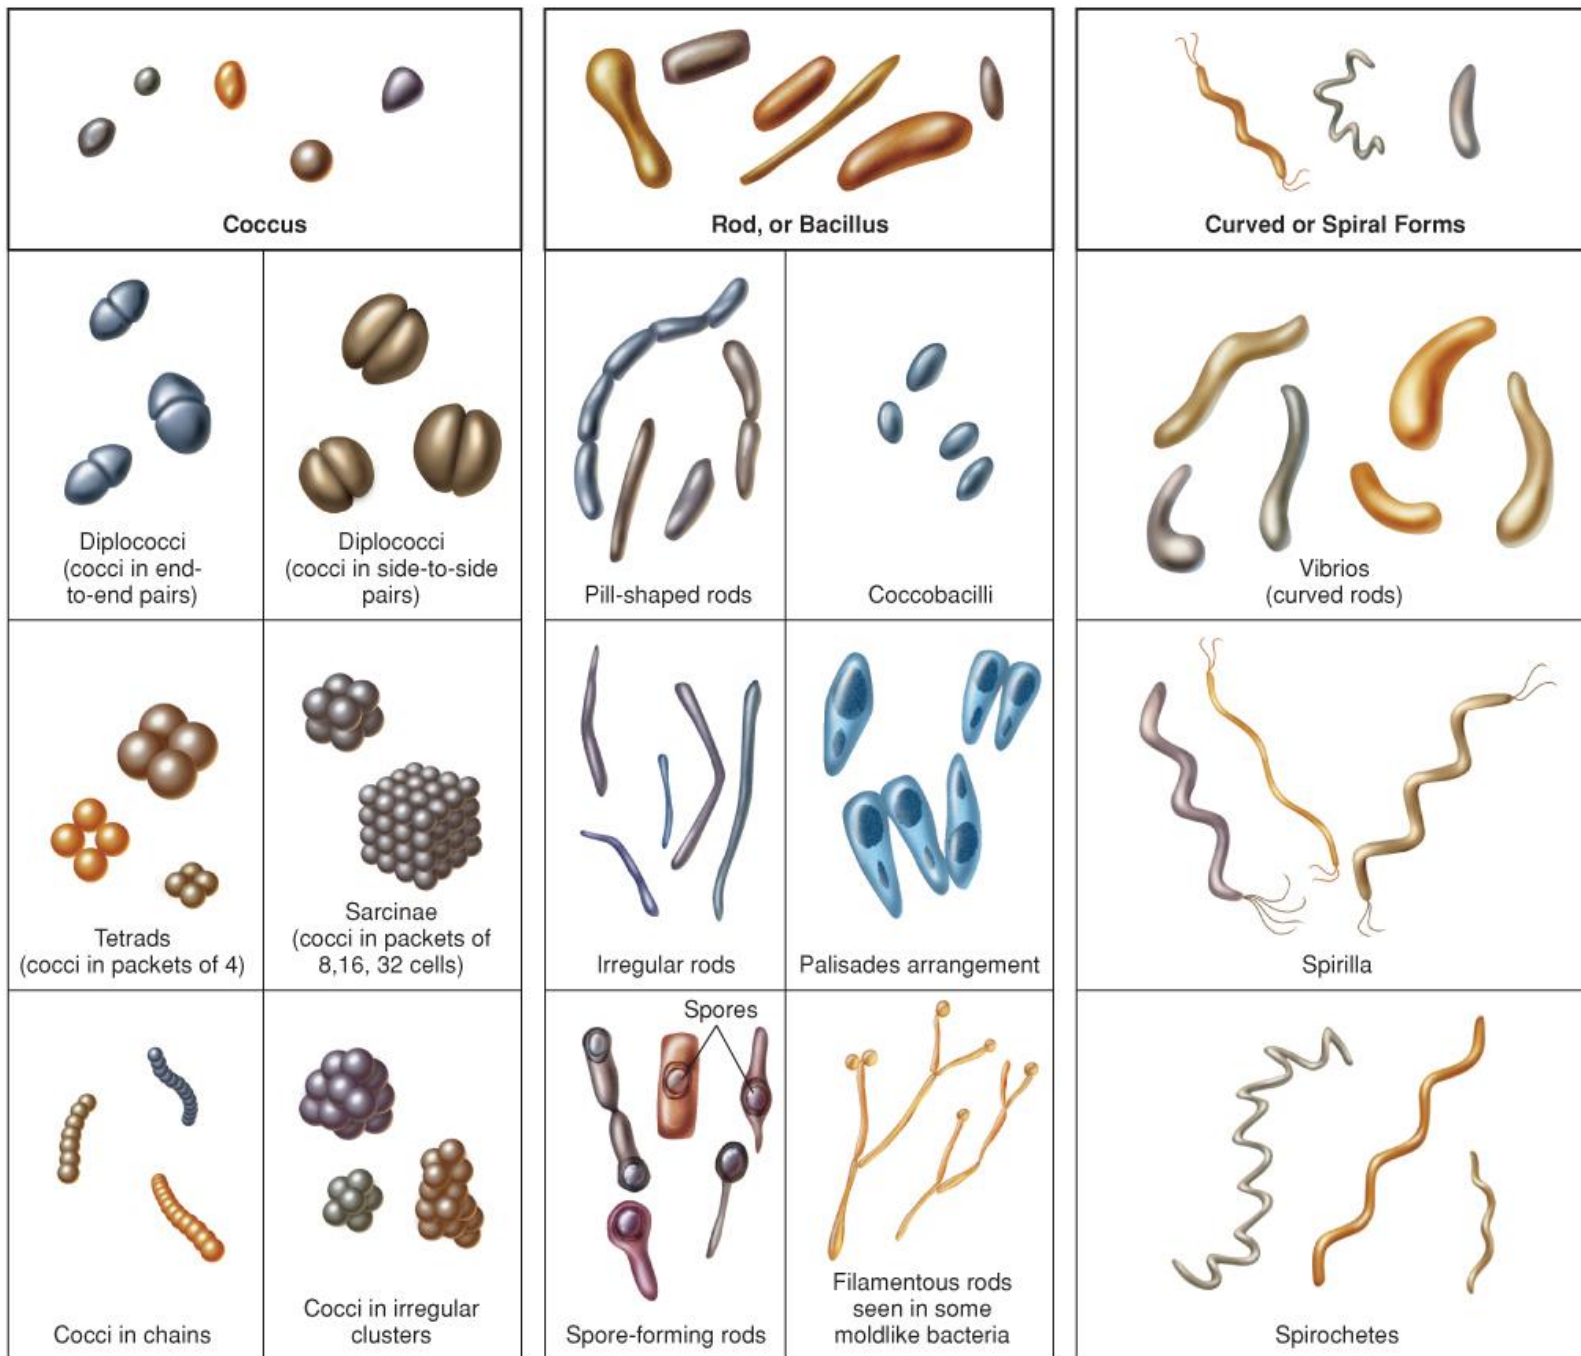 Coccus
Rod, or Bacillus
Curved or Spiral Forms
Diplococci
(cocci in end-
to-end pairs)
Diplococci
(cocci in side-to-side
pairs)
Pill-shaped rods
Coccobacilli
Vibrios
(curved rods)
Tetrads
(cocci in packets of 4)
Sarcinae
(cocci in packets of
8,16, 32 cells)
Irregular rods
Palisades arrangement
Spirilla
Cocci in chains
Cocci in irregular
clusters
Spores
Spore-forming rods
Filamentous rods
seen in some
moldlike bacteria
Spirochetes